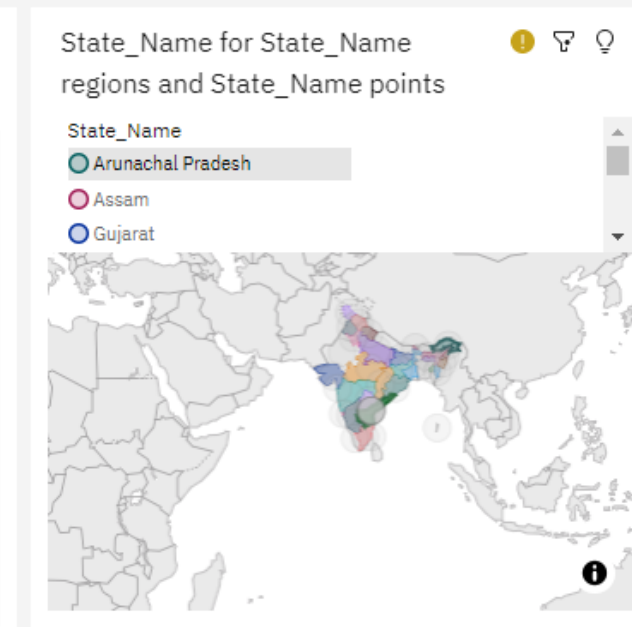 State_Name for State_Name
regions and State_Name points
State_Name
Arunachal Pradesh
Assam
Gujarat